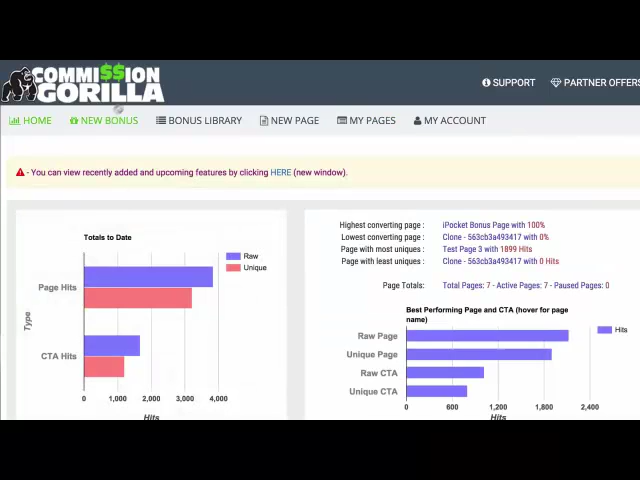 COMMI$$ION
GORILLA
SUPPORT
PARTNER OFFERS
HOME
NEW BONUS
BONUS LIBRARY
NEW PAGE
MY PAGES
MY ACCOUNT
- You can view recently added and upcoming features by clicking HERE (new window).
Totals to Date
Raw
Unique
Page Hits
CTA Hits
Type
0 1,000 2,000 3,000 4,000
Hits
Highest converting page : iPocket Bonus Page with 100%
Lowest converting page : Clone - 563cb3a493417 with 0%
Page with most uniques : Test Page 3 with 1899 Hits
Page with least uniques : Clone - 563cb3a493417 with 0 Hits
Page Totals: Total Pages: 7 - Active Pages: 7 - Paused Pages: 0
Best Performing Page and CTA (hover for page
name)
Hits
Raw Page
Unique Page
Raw CTA
Unique CTA
0 600 1,200 1,800 2,400
Hits